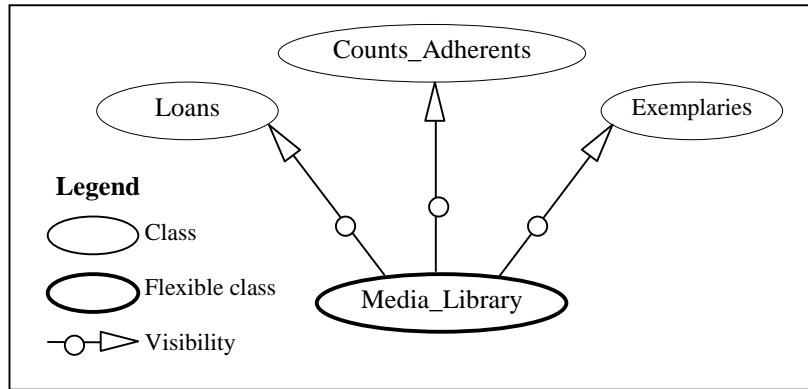 Counts_Adherents
Loans
Exemplaries
Legend
Class
Flexible class
Media_Library
Visibility